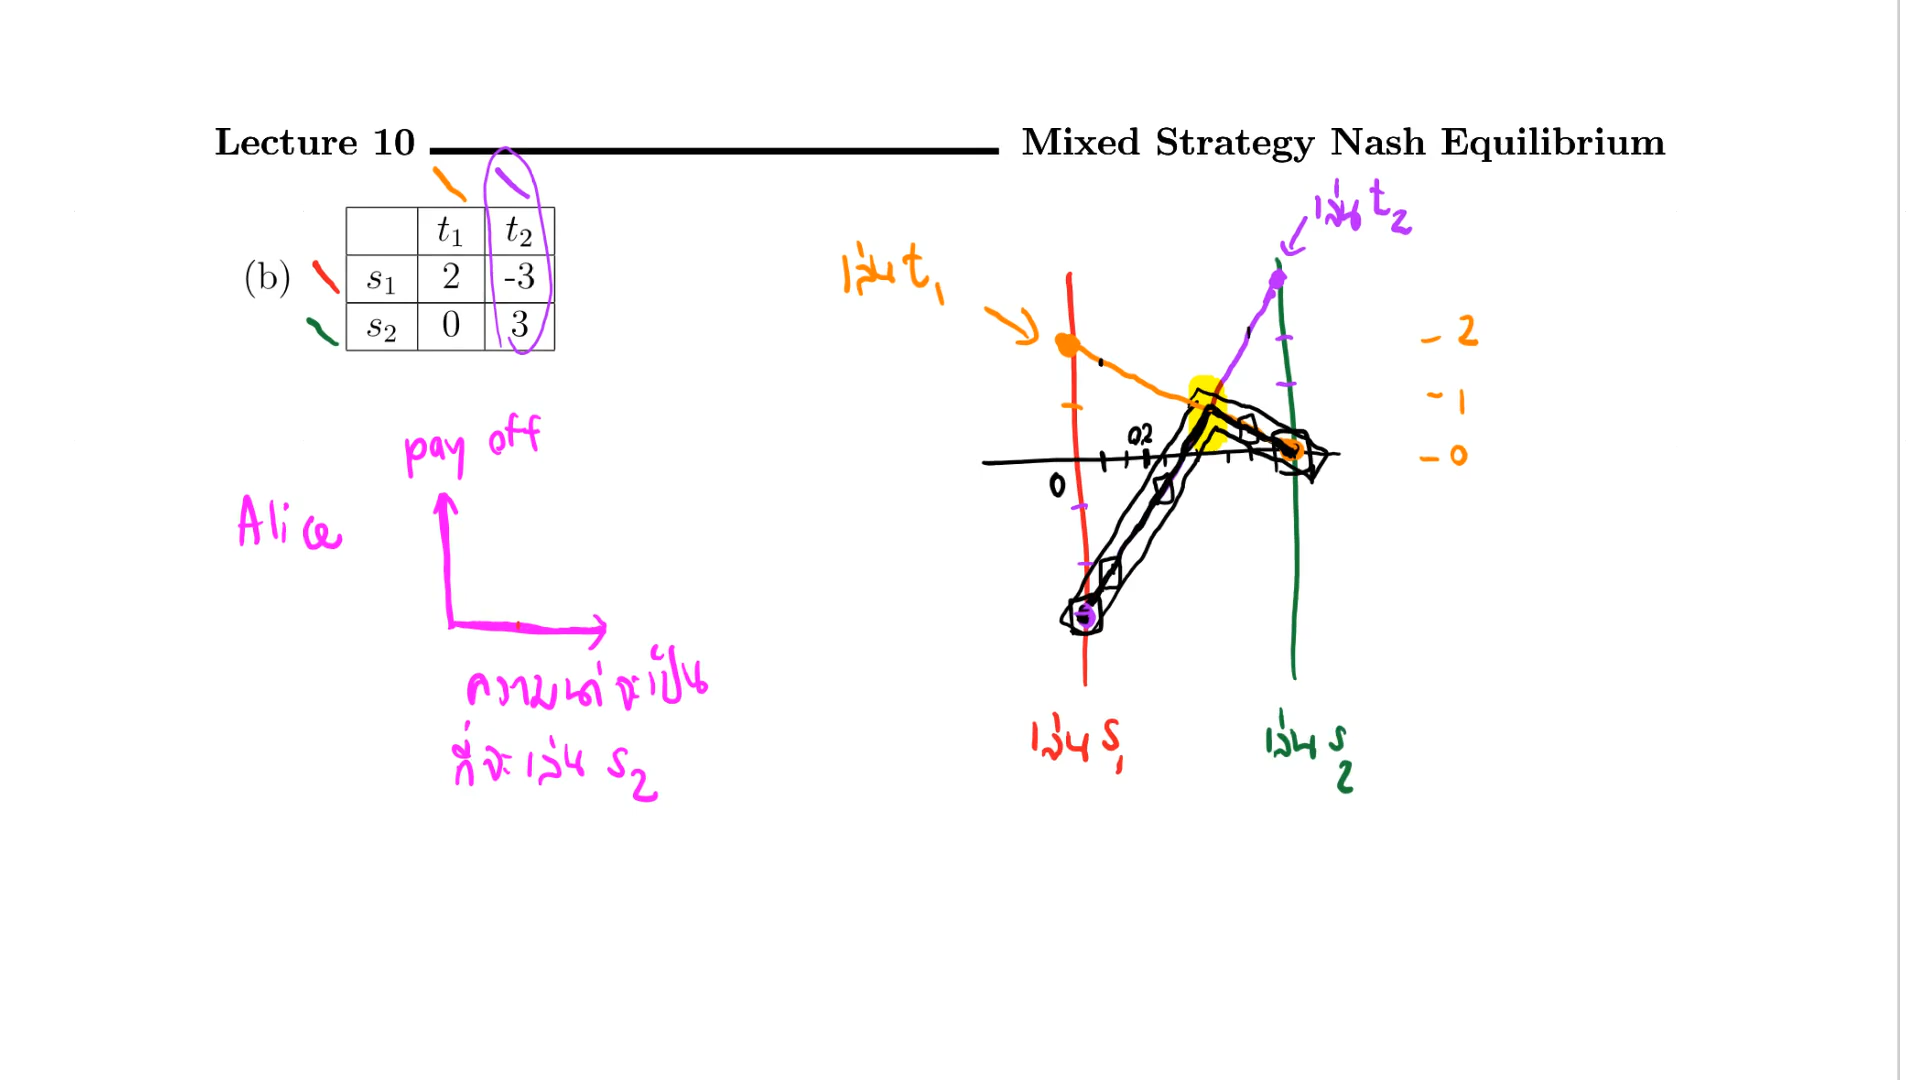 Lecture 10 Mixed Strategy Nash Equilibrium
(b)
t1 t2
s1 2 -3
s2 0 3
เล่น t2
เล่น t1
- 2
- 1
- 0
0.2
0
pay off
Alice
ความน่าจะเป็น
ที่จะเล่น s2
เล่น s1
เล่น s2